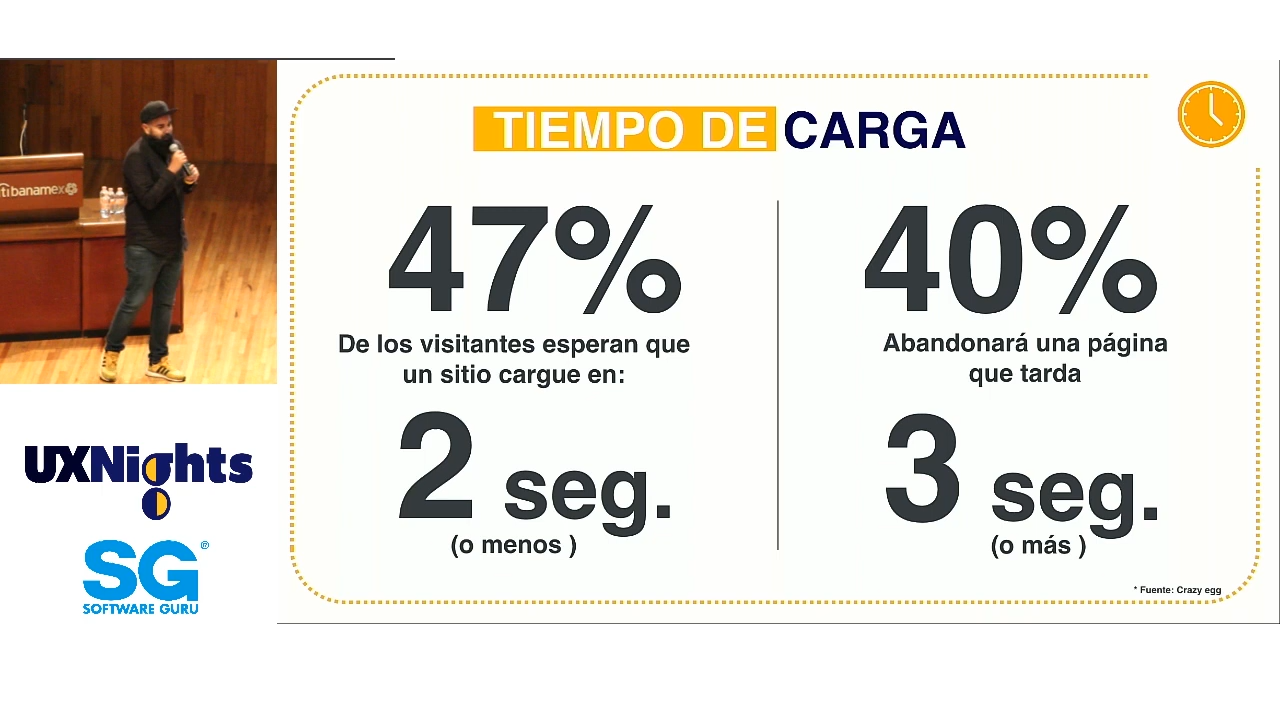 TIEMPO DE CARGA
47%
De los visitantes esperan que
un sitio cargue en:
2 seg.
(o menos )
40%
Abandonará una página
que tarda
3 seg.
(o más )
* Fuente: Crazy egg
tibanamex
UXNights
SG®
SOFTWARE GURU